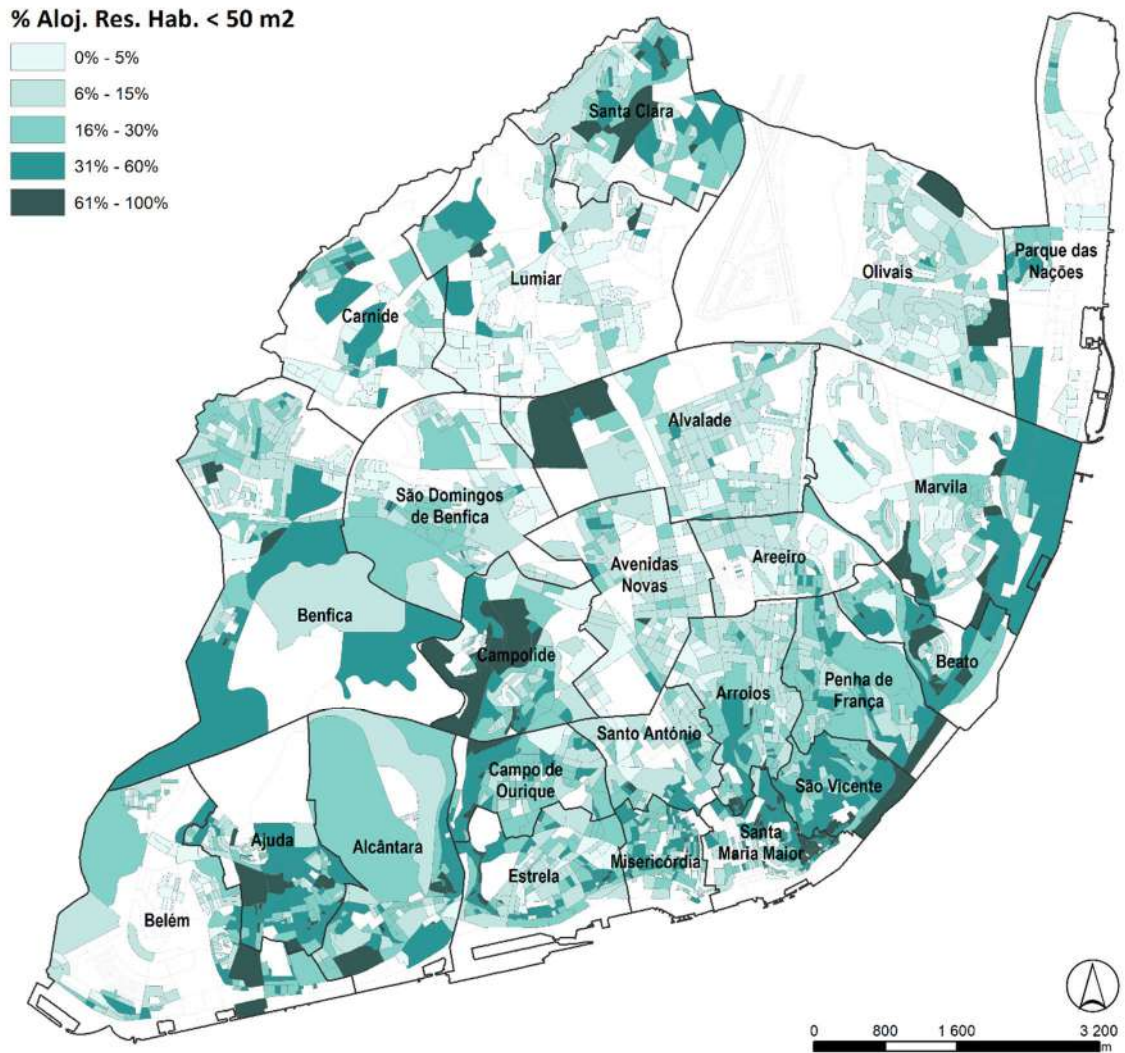 % Aloj. Res. Hab. < 50 m2
0% - 5%
6% - 15%
16% - 30%
31% - 60%
61% - 100%
Santa Clara
Lumiar
Carnide
Olivais
Parque das
Nações
Alvalade
São Domingos
de Benfica
Marvila
Avenidas
Novas
Areeiro
Benfica
Campolide
Beato
Arroios
Penha de
França
Santo António
Campo de
Ourique
São Vicente
Ajuda
Alcântara
Estrela
Misericórdia
Santa
Maria Maior
Belém
0 800 1 600 3 200
m